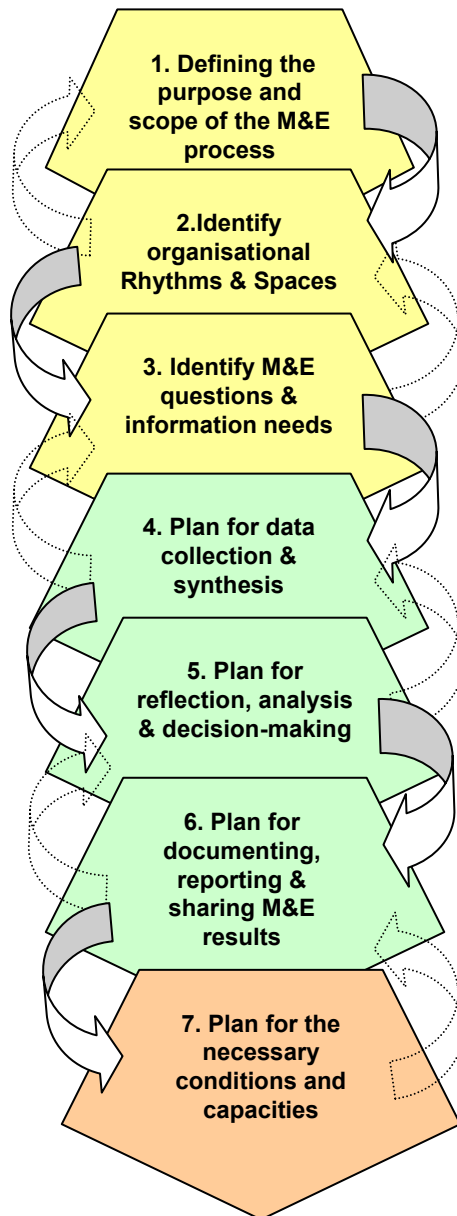 1. Defining the
purpose and
scope of the M&E
process
2.Identify
organisational
Rhythms & Spaces
3. Identify M&E
questions &
information needs
4. Plan for data
collection &
synthesis
5. Plan for
reflection, analysis
& decision-making
6. Plan for
documenting,
reporting &
sharing M&E
results
7. Plan for the
necessary
conditions and
capacities